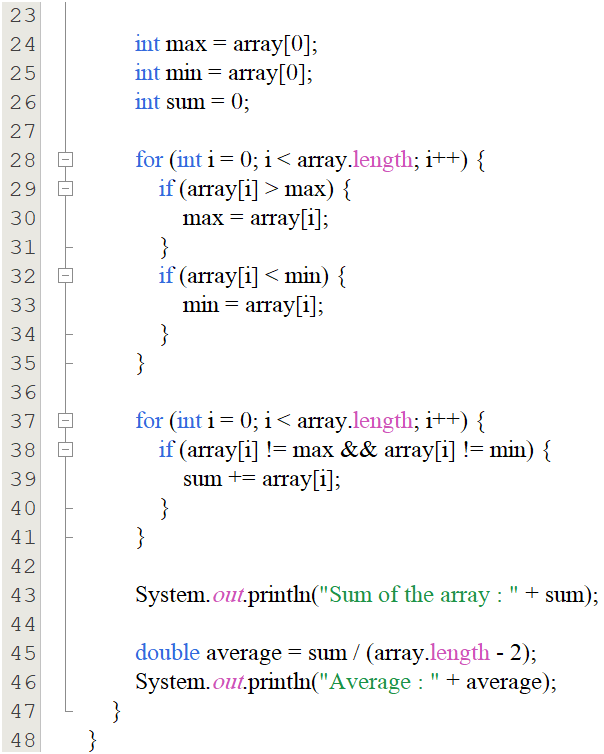 23
24 int max = array[0];
25 int min = array[0];
26 int sum = 0;
27
28 for (int i = 0; i < array.length; i++) {
29 if (array[i] > max) {
30 max = array[i];
31 }
32 if (array[i] < min) {
33 min = array[i];
34 }
35 }
36
37 for (int i = 0; i < array.length; i++) {
38 if (array[i] != max && array[i] != min) {
39 sum += array[i];
40 }
41 }
42
43 System.out.println("Sum of the array : " + sum);
44
45 double average = sum / (array.length - 2);
46 System.out.println("Average : " + average);
47 }
48 }